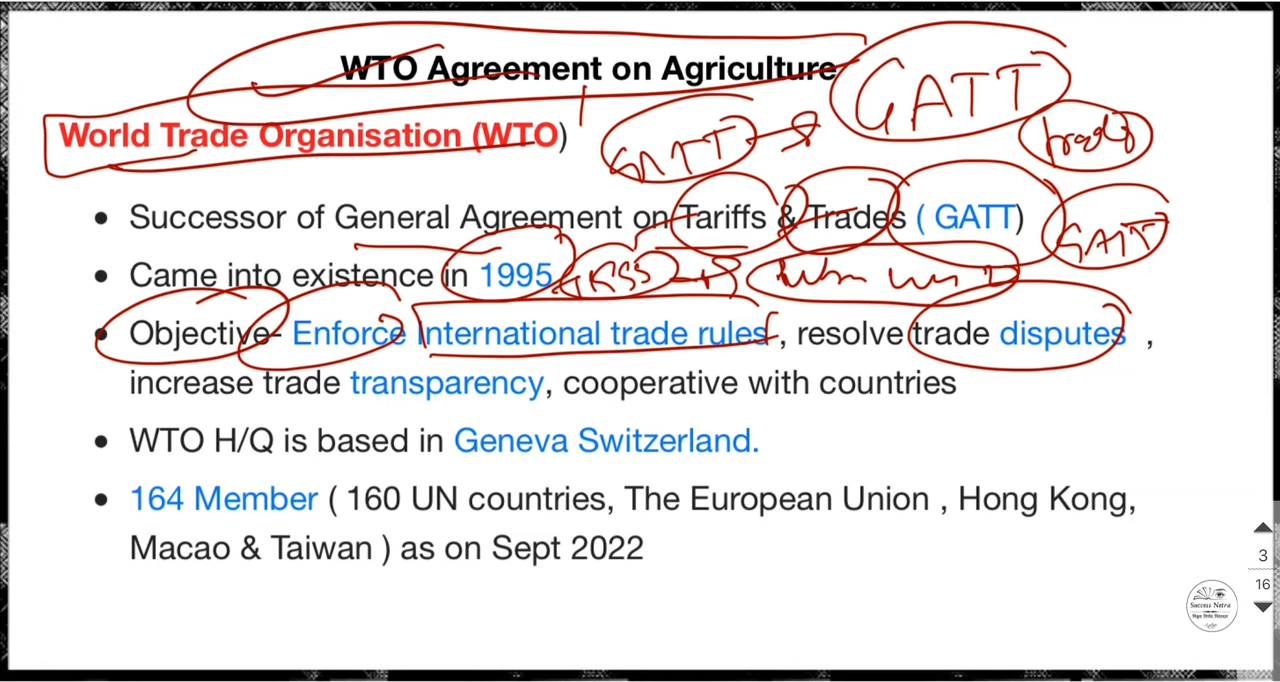 WTO Agreement on Agriculture
GATT
World Trade Organisation (WTO)
GATT
trade
• Successor of General Agreement on Tariffs & Trades ( GATT)
GATT
• Came into existence in 1995
• Objective- Enforce International trade rules , resolve trade disputes ,
increase trade transparency, cooperative with countries
• WTO H/Q is based in Geneva Switzerland.
• 164 Member ( 160 UN countries, The European Union , Hong Kong,
Macao & Taiwan ) as on Sept 2022
3
16
Success Netra